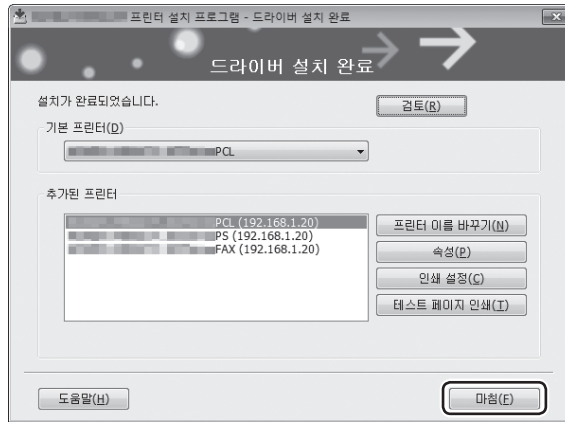 프린터 설치 프로그램 - 드라이버 설치 완료
드라이버 설치 완료
설치가 완료되었습니다.
검토(R)
기본 프린터(D)
PCL
추가된 프린터
PCL (192.168.1.20)
PS (192.168.1.20)
FAX (192.168.1.20)
프린터 이름 바꾸기(N)
속성(P)
인쇄 설정(C)
테스트 페이지 인쇄(T)
도움말(H)
마침(F)